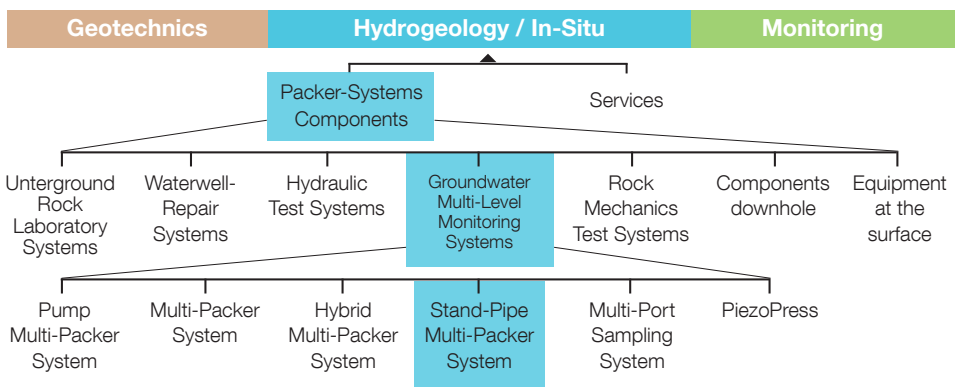 Geotechnics
Hydrogeology / In-Situ
Monitoring
Packer-Systems
Components
Services
Unterground
Rock
Laboratory
Systems
Waterwell-
Repair
Systems
Hydraulic
Test Systems
Groundwater
Multi-Level
Monitoring
Systems
Rock
Mechanics
Test Systems
Components
downhole
Equipment
at the
surface
Pump
Multi-Packer
System
Multi-Packer
System
Hybrid
Multi-Packer
System
Stand-Pipe
Multi-Packer
System
Multi-Port
Sampling
System
PiezoPress